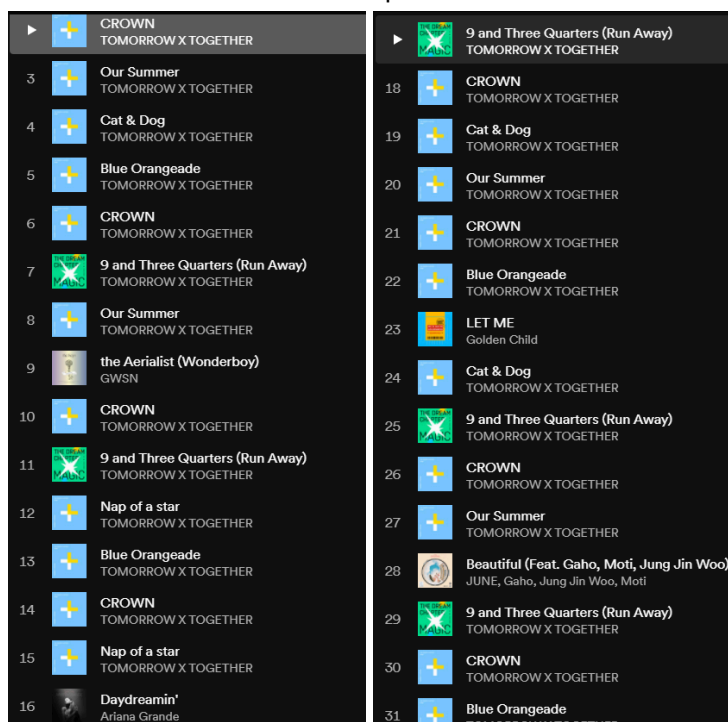 CROWN
TOMORROW X TOGETHER
3
Our Summer
TOMORROW X TOGETHER
4
Cat & Dog
TOMORROW X TOGETHER
5
Blue Orangeade
TOMORROW X TOGETHER
6
CROWN
TOMORROW X TOGETHER
7
9 and Three Quarters (Run Away)
TOMORROW X TOGETHER
8
Our Summer
TOMORROW X TOGETHER
9
the Aerialist (Wonderboy)
GWSN
10
CROWN
TOMORROW X TOGETHER
11
9 and Three Quarters (Run Away)
TOMORROW X TOGETHER
12
Nap of a star
TOMORROW X TOGETHER
13
Blue Orangeade
TOMORROW X TOGETHER
14
CROWN
TOMORROW X TOGETHER
15
Nap of a star
TOMORROW X TOGETHER
16
Daydreamin'
Ariana Grande
9 and Three Quarters (Run Away)
TOMORROW X TOGETHER
18
CROWN
TOMORROW X TOGETHER
19
Cat & Dog
TOMORROW X TOGETHER
20
Our Summer
TOMORROW X TOGETHER
21
CROWN
TOMORROW X TOGETHER
22
Blue Orangeade
TOMORROW X TOGETHER
23
LET ME
Golden Child
24
Cat & Dog
TOMORROW X TOGETHER
25
9 and Three Quarters (Run Away)
TOMORROW X TOGETHER
26
CROWN
TOMORROW X TOGETHER
27
Our Summer
TOMORROW X TOGETHER
28
Beautiful (Feat. Gaho, Moti, Jung Jin Woo)
JUNE, Gaho, Jung Jin Woo, Moti
29
9 and Three Quarters (Run Away)
TOMORROW X TOGETHER
30
CROWN
TOMORROW X TOGETHER
31
Blue Orangeade
TOMORROW X TOGETHER